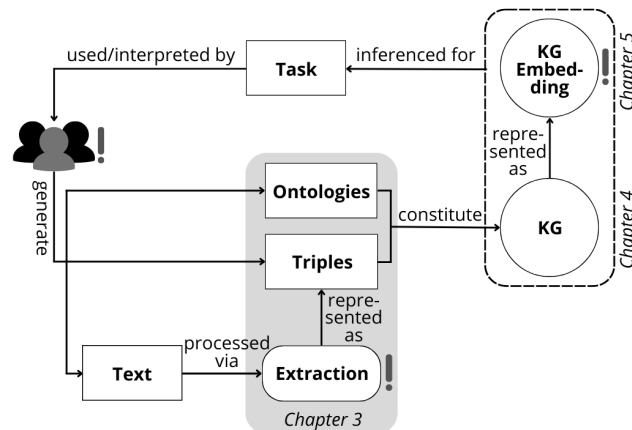 used/interpreted by
Task
inferenced for
KG
Embed-
ding
!
Chapter 5
!
generate
repre-
sented
as
Ontologies
constitute
KG
Chapter 4
Triples
repre-
sented
as
processed
via
Text
Extraction
!
Chapter 3